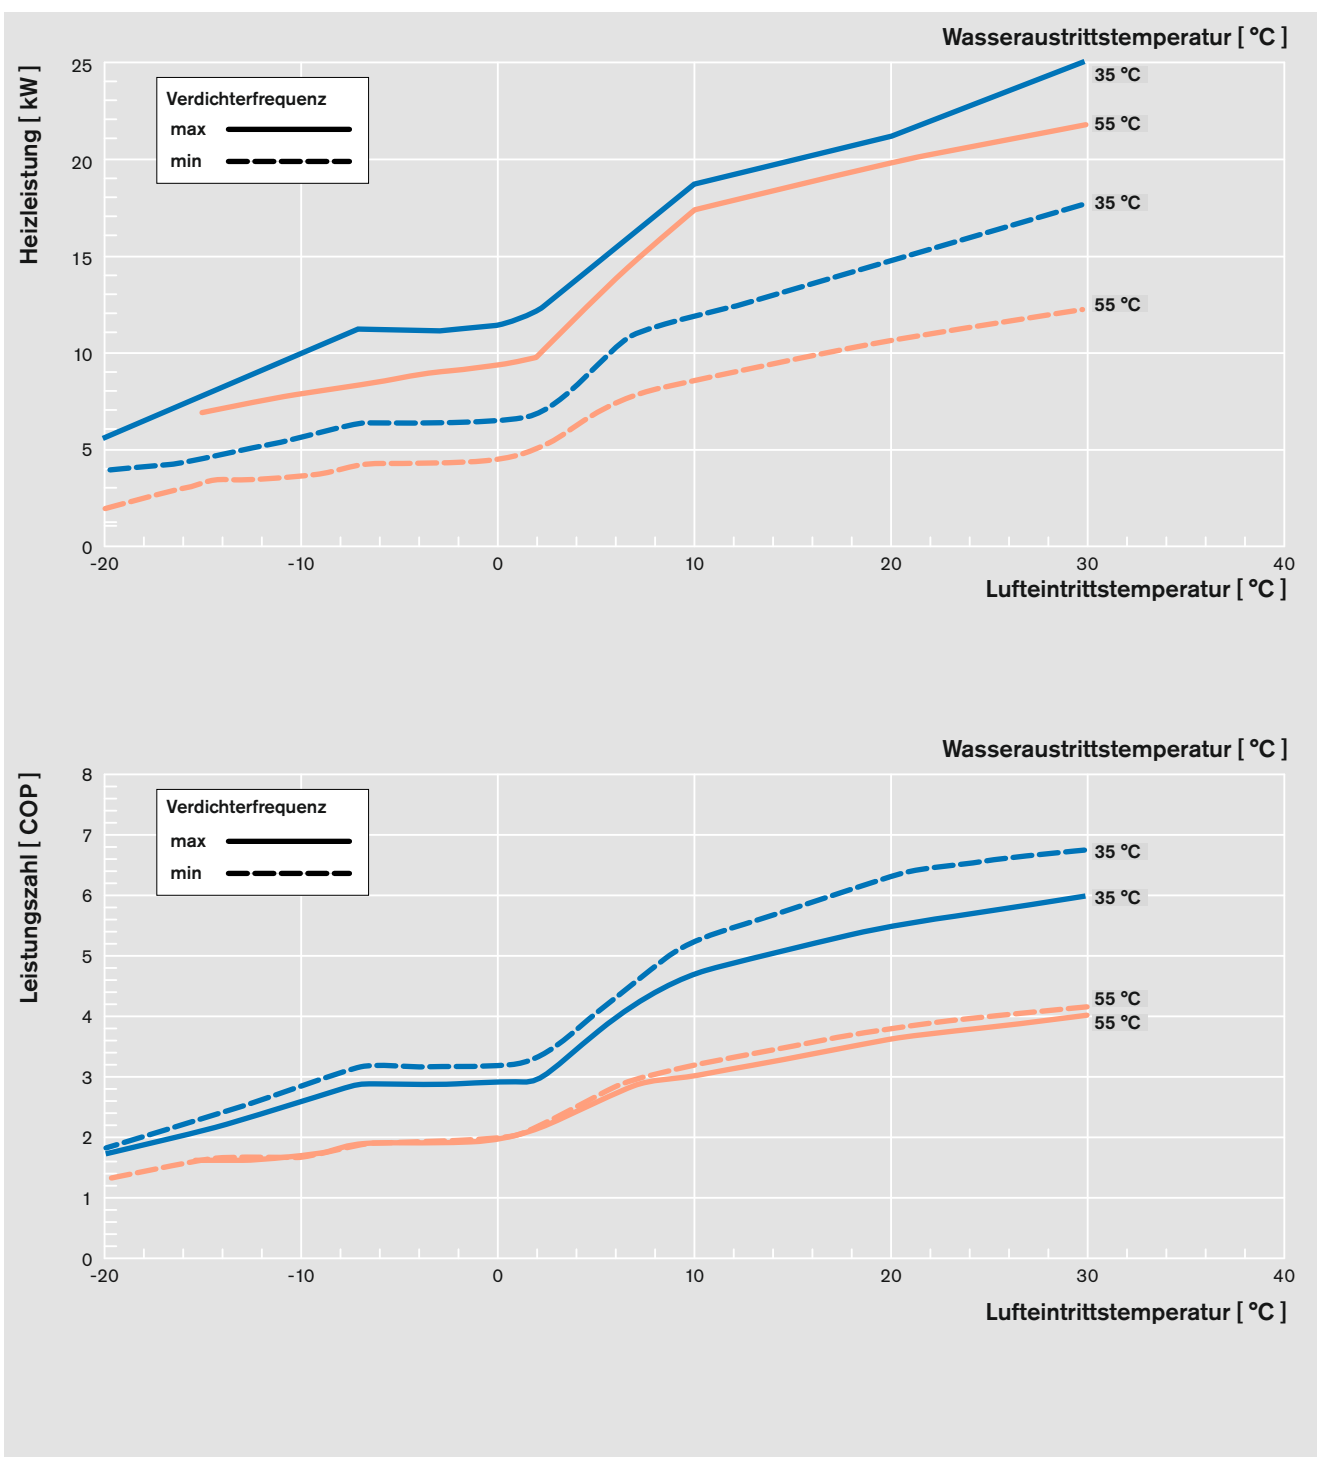 Wasseraustrittstemperatur [ °C ]
Heizleistung [ kW ]
25
20
15
10
5
0
Verdichterfrequenz
max
min
35 °C
55 °C
35 °C
55 °C
-20 -10 0 10 20 30 40
Lufteintrittstemperatur [ °C ]
Wasseraustrittstemperatur [ °C ]
Leistungszahl [ COP ]
8
7
6
5
4
3
2
1
0
Verdichterfrequenz
max
min
35 °C
35 °C
55 °C
55 °C
-20 -10 0 10 20 30 40
Lufteintrittstemperatur [ °C ]